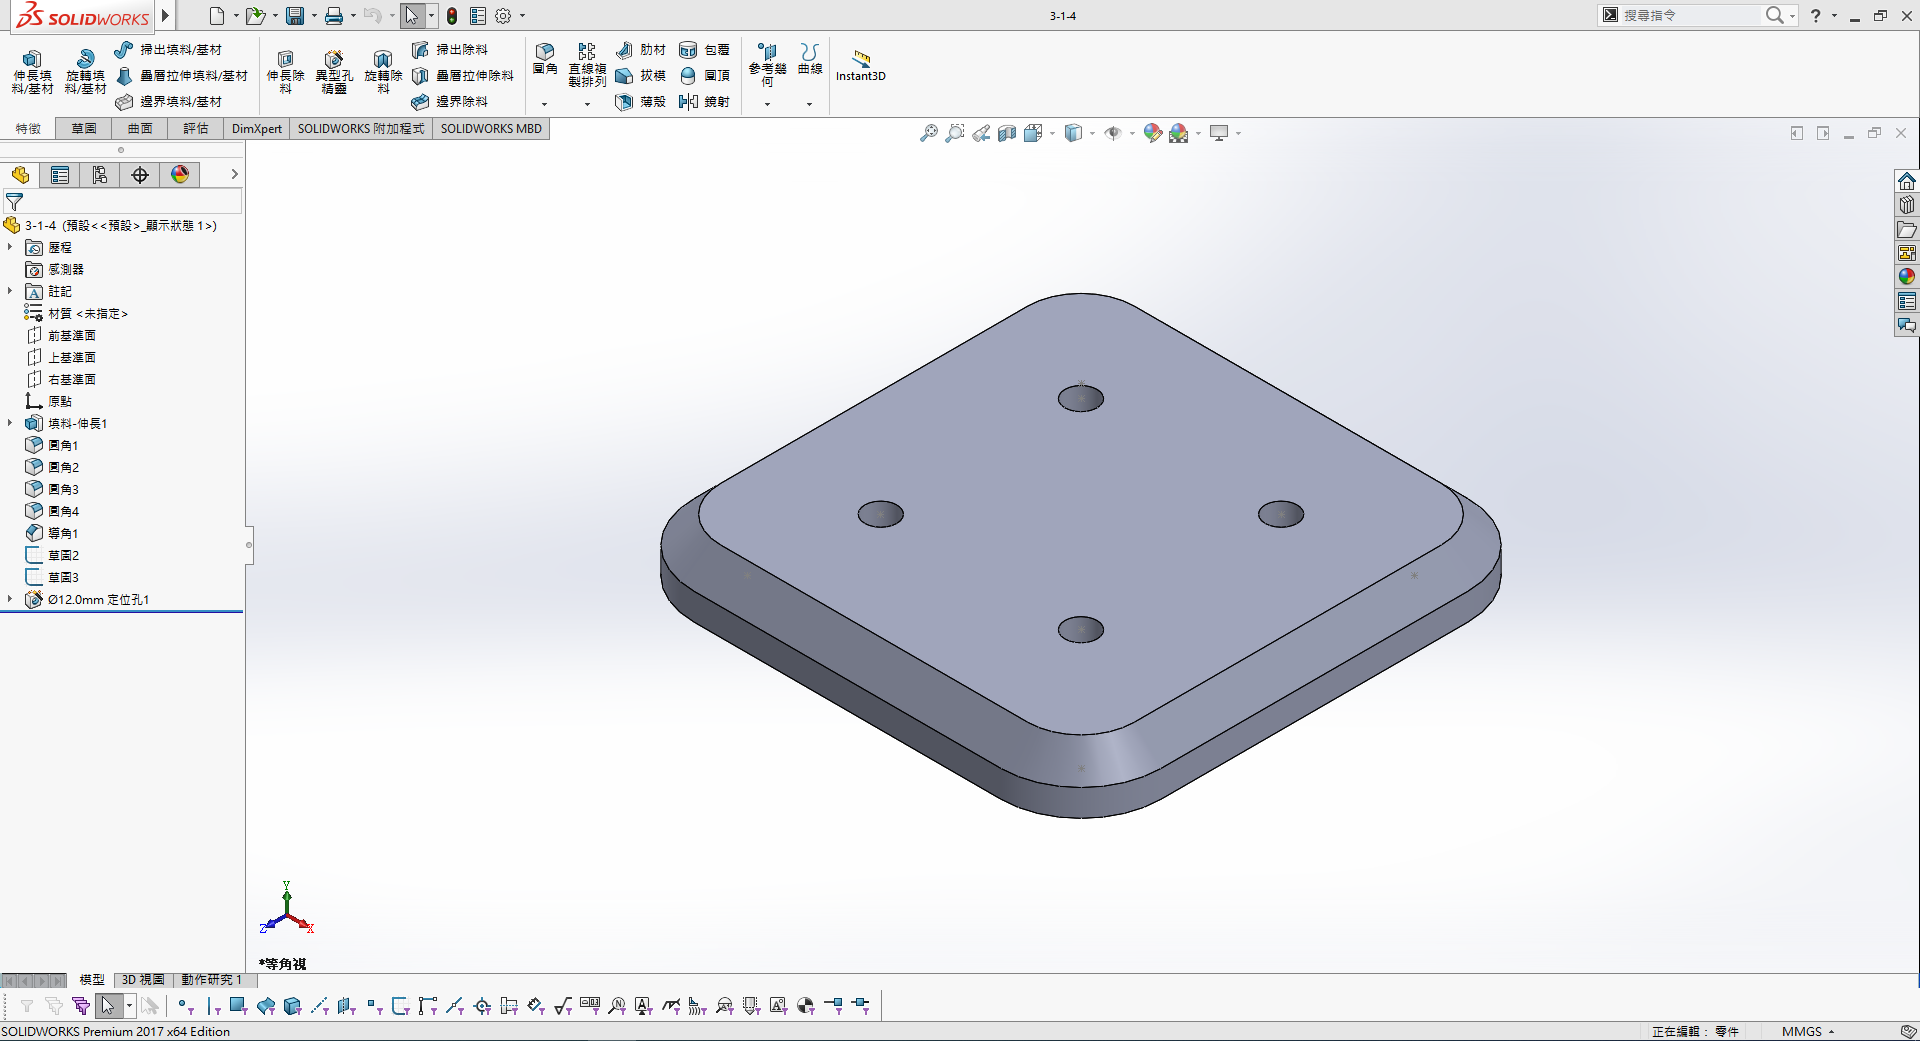 SOLIDWORKS
3-1-4
搜尋指令
伸長填料/基材
旋轉填料/基材
掃出填料/基材
疊層拉伸填料/基材
邊界填料/基材
伸長除料
異型孔精靈
旋轉除料
掃出除料
疊層拉伸除料
邊界除料
圓角
直線複製排列
肋材
拔模
薄殼
包覆
圓頂
鏡射
參考幾何
曲線
Instant3D
特徵
草圖
曲面
評估
DimXpert
SOLIDWORKS 附加程式
SOLIDWORKS MBD
3-1-4 (預設<<預設>_顯示狀態 1>)
歷程
感測器
註記
材質 <未指定>
前基準面
上基準面
右基準面
原點
填料-伸長1
圓角1
圓角2
圓角3
圓角4
導角1
草圖2
草圖3
Ø12.0mm 定位孔1
Y
Z
X
*等角視
模型
3D 視圖
動作研究 1
SOLIDWORKS Premium 2017 x64 Edition
正在編輯： 零件
MMGS